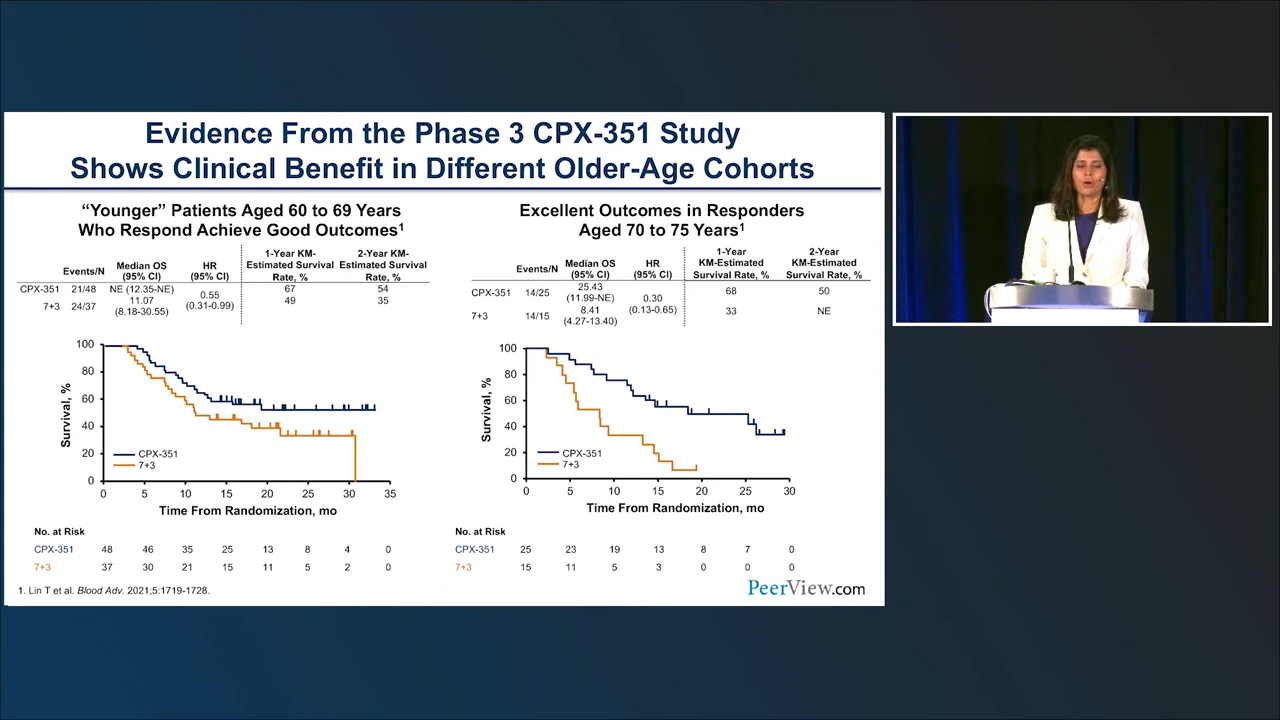 Evidence From the Phase 3 CPX-351 Study
Shows Clinical Benefit in Different Older-Age Cohorts
“Younger” Patients Aged 60 to 69 Years
Who Respond Achieve Good Outcomes1
Events/N
Median OS
(95% CI)
HR
(95% CI)
1-Year KM-
Estimated Survival
Rate, %
2-Year KM-
Estimated Survival
Rate, %
CPX-351 21/48 NE (12.35-NE) 67 54
7+3 24/37 11.07
(8.18-30.55)
0.55
(0.31-0.99)
49 35
Survival, %
100
80
60
40
20
0
CPX-351
7+3
0 5 10 15 20 25 30 35
Time From Randomization, mo
No. at Risk
CPX-351 48 46 35 25 13 8 4 0
7+3 37 30 21 15 11 5 2 0
Excellent Outcomes in Responders
Aged 70 to 75 Years1
Events/N
Median OS
(95% CI)
HR
(95% CI)
1-Year
KM-Estimated
Survival Rate, %
2-Year
KM-Estimated
Survival Rate, %
CPX-351 14/25 25.43
(11.99-NE)
0.30
(0.13-0.65)
68 50
7+3 14/15 8.41
(4.27-13.40)
33 NE
Survival, %
100
80
60
40
20
0
CPX-351
7+3
0 5 10 15 20 25 30
Time From Randomization, mo
No. at Risk
CPX-351 25 23 19 13 8 7 0
7+3 15 11 5 3 0 0 0
1. Lin T et al. Blood Adv. 2021;5:1719-1728.
PeerView.com